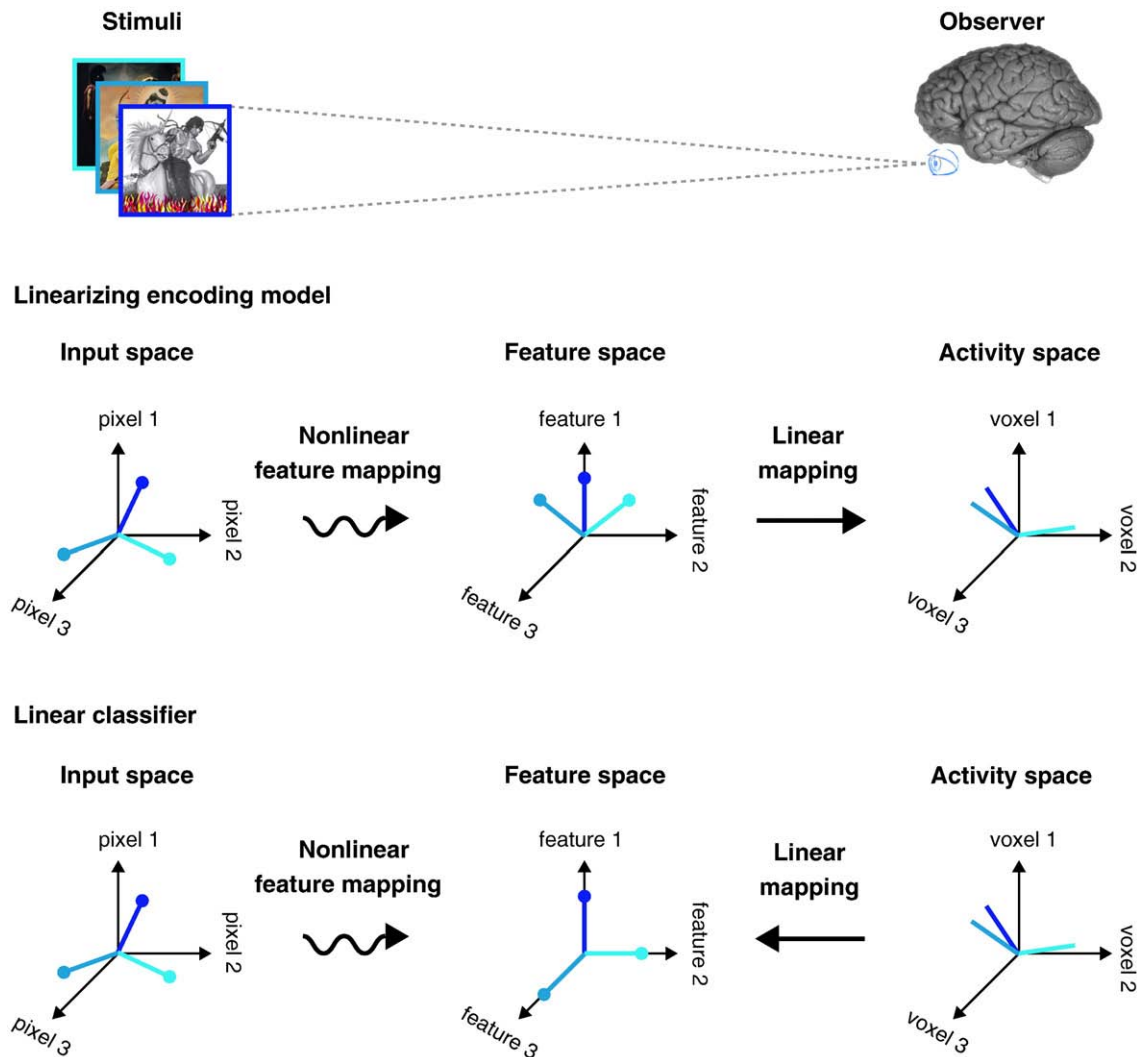 Stimuli
Observer
Linearizing encoding model
Input space
Feature space
Activity space
pixel 1
pixel 2
pixel 3
Nonlinear
feature mapping
feature 1
feature 2
feature 3
Linear
mapping
voxel 1
voxel 2
voxel 3
Linear classifier
Input space
Feature space
Activity space
pixel 1
pixel 2
pixel 3
Nonlinear
feature mapping
feature 1
feature 2
feature 3
Linear
mapping
voxel 1
voxel 2
voxel 3